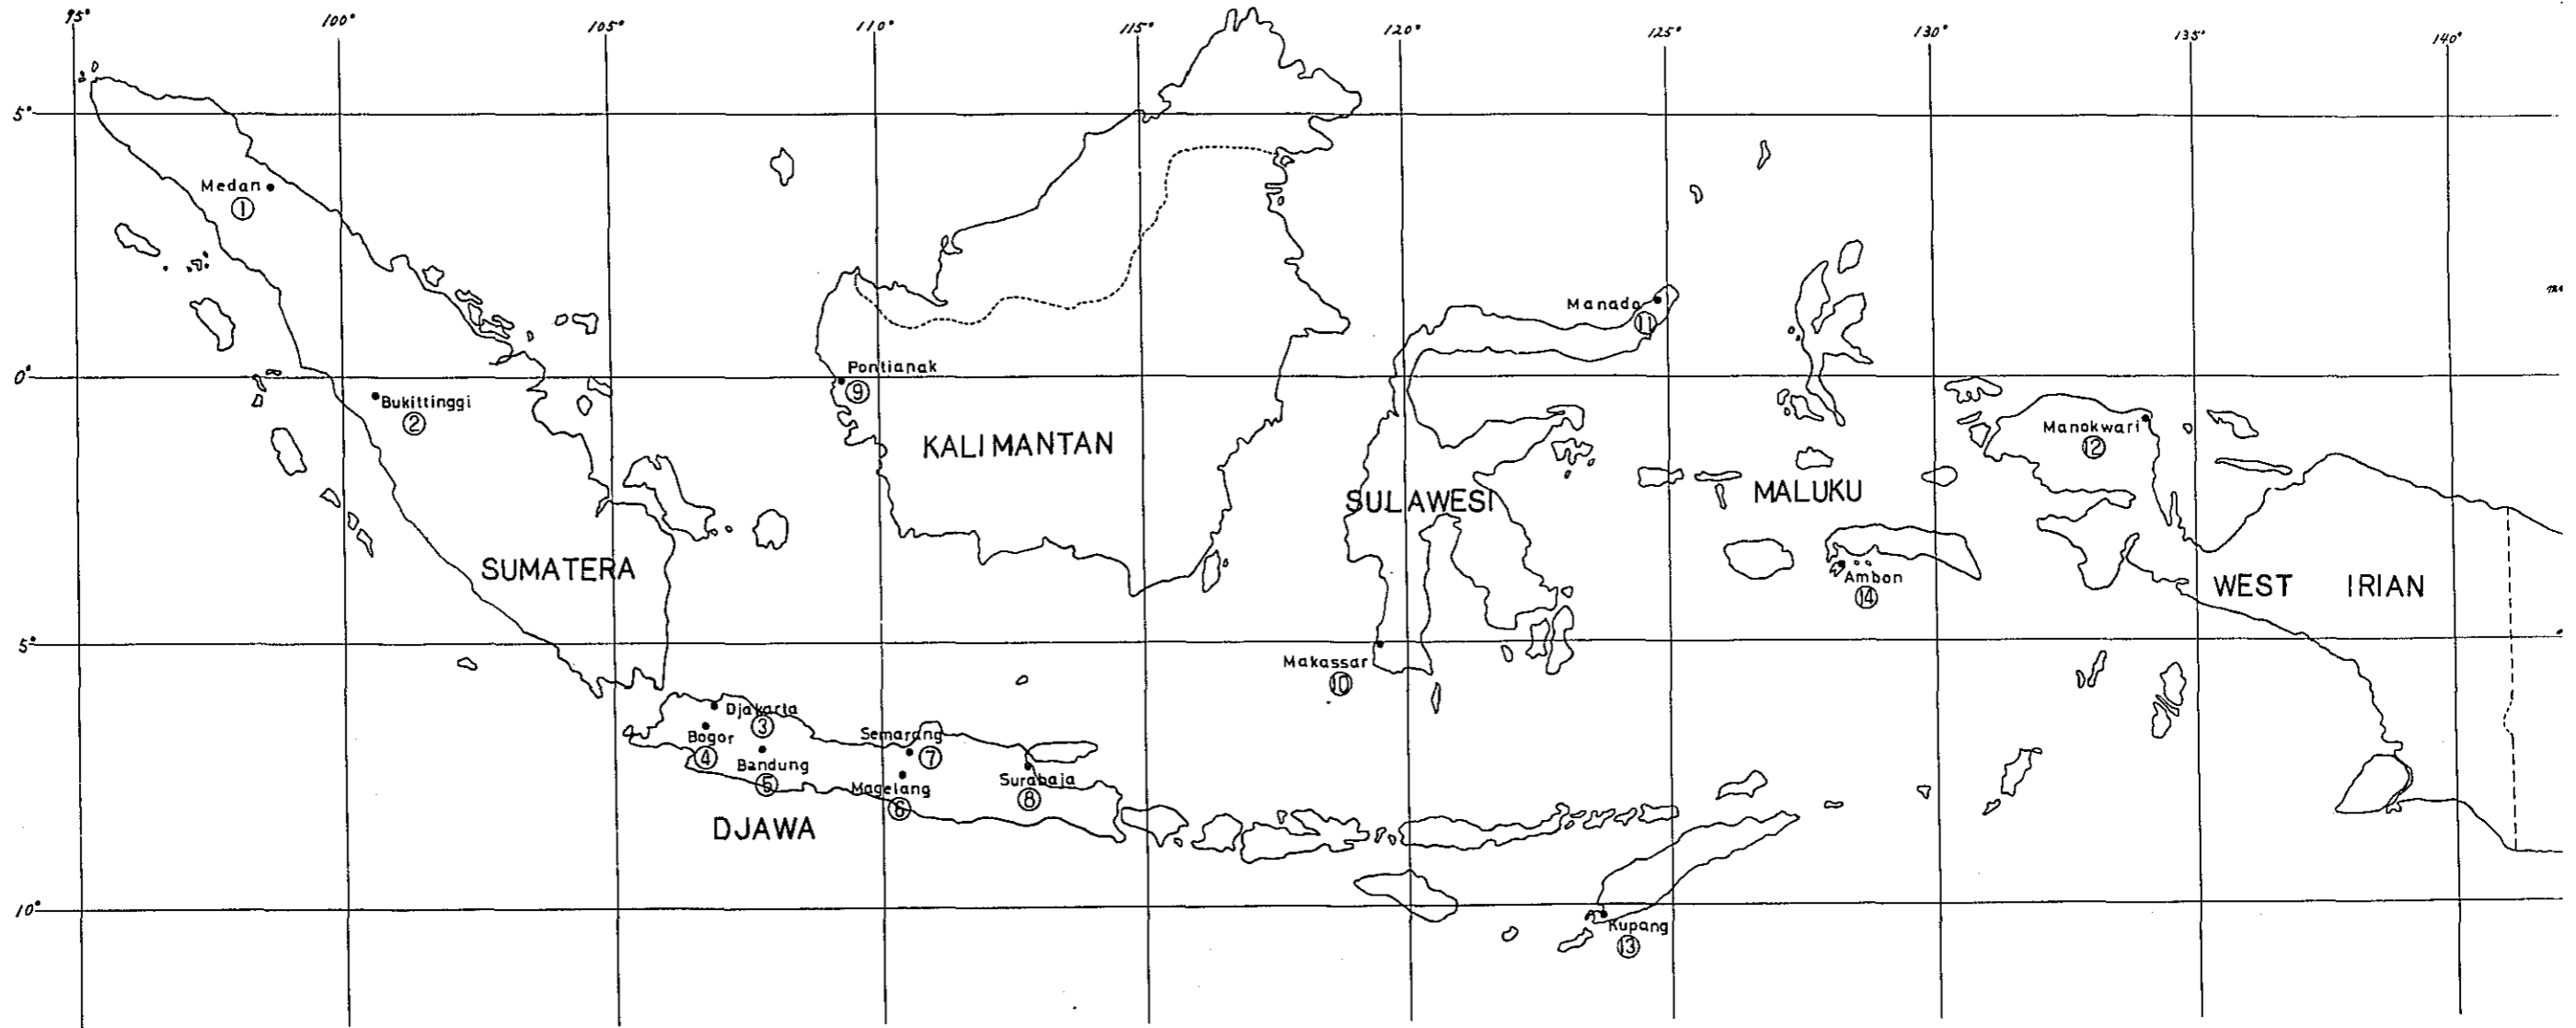 95° 100° 105° 110° 115° 120° 125° 130° 135° 140°
5°
Medan
①
Manado
⑪
0°
Pontianak
⑨
Bukittinggi
②
Manokwari
⑫
KALIMANTAN
SULAWESI
MALUKU
SUMATERA
Ambon
⑭
WEST IRIAN
5°
Makassar
⑩
Djakarta
③
Bogor
④
Semarang
⑦
Bandung
⑤
Surabaja
⑧
Magelang
⑥
DJAWA
10°
Kupang
⑬